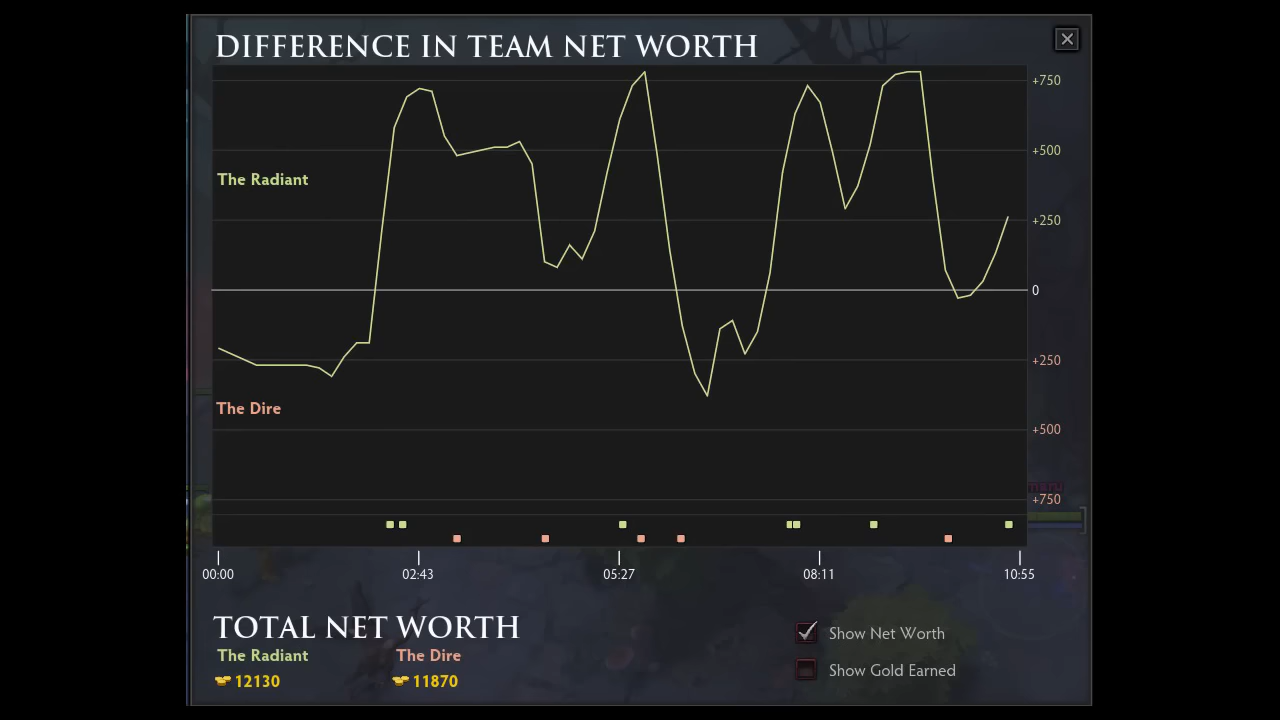 DIFFERENCE IN TEAM NET WORTH
+750
+500
The Radiant
+250
0
+250
The Dire
+500
+750
00:00 02:43 05:27 08:11 10:55
TOTAL NET WORTH
The Radiant The Dire
12130 11870
Show Net Worth
Show Gold Earned